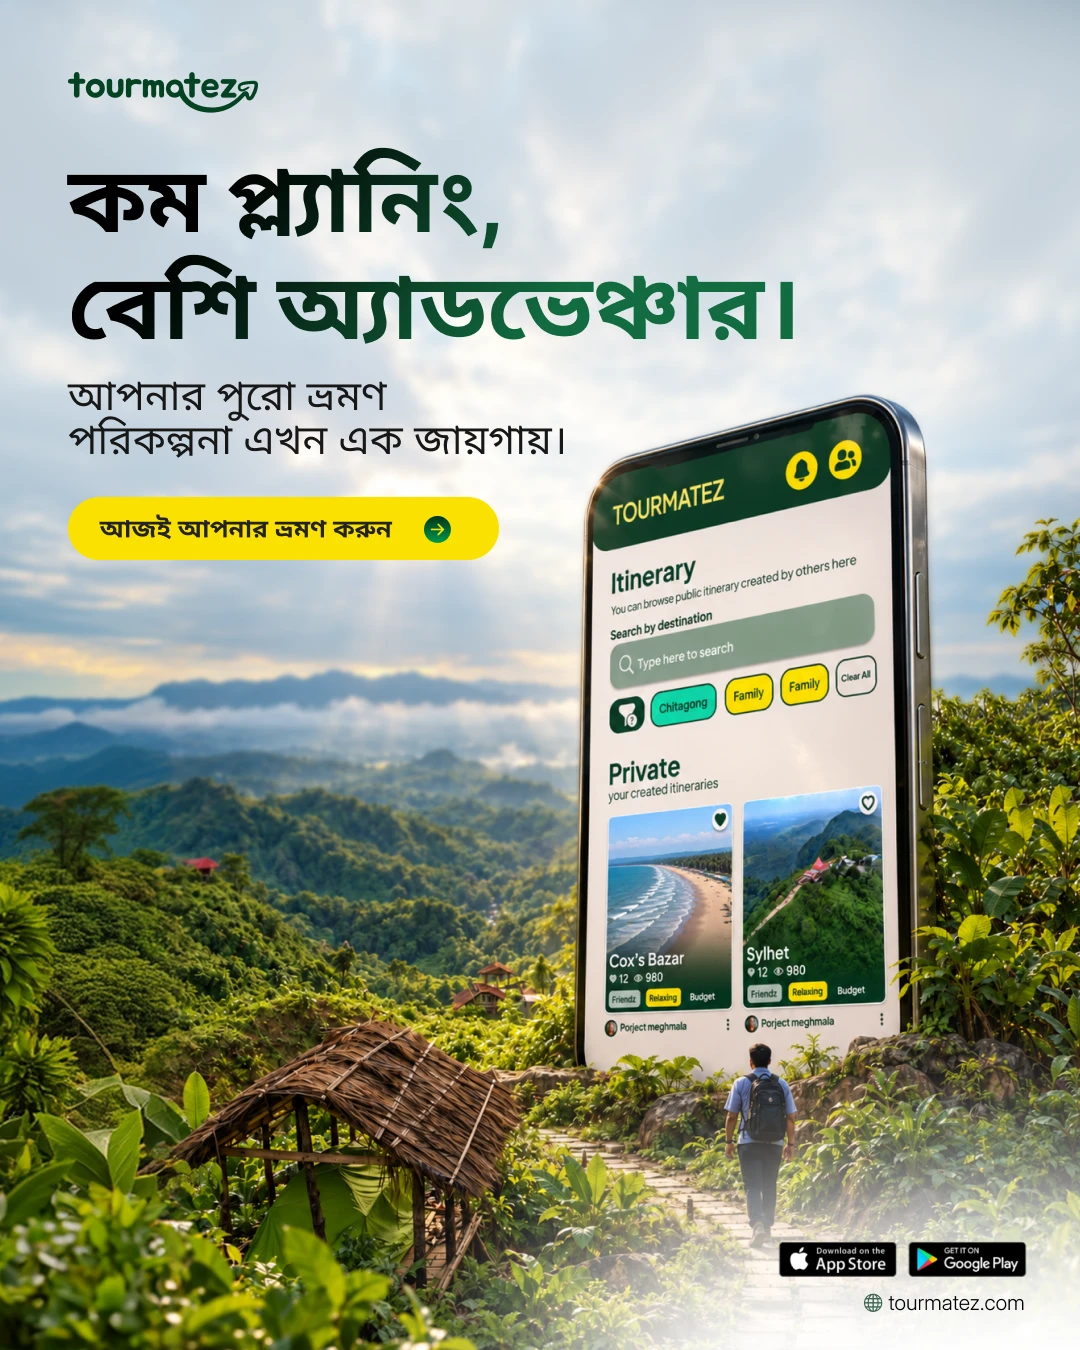 tourmatez
কম প্ল্যানিং,
বেশি অ্যাডভেঞ্চার।
আপনার পুরো ভ্রমণ
পরিকল্পনা এখন এক জায়গায়।
আজই আপনার ভ্রমণ করুন
TOURMATEZ
Itinerary
You can browse public itinerary created by others here
Search by destination
Type here to search
Chitagong Family Family Clear All
Private
your created itineraries
Cox's Bazar
12 980
Friendz Relaxing Budget
Porject meghmala
Sylhet
12 980
Friendz Relaxing Budget
Porject meghmala
Download on the
App Store
GET IT ON
Google Play
tourmatez.com